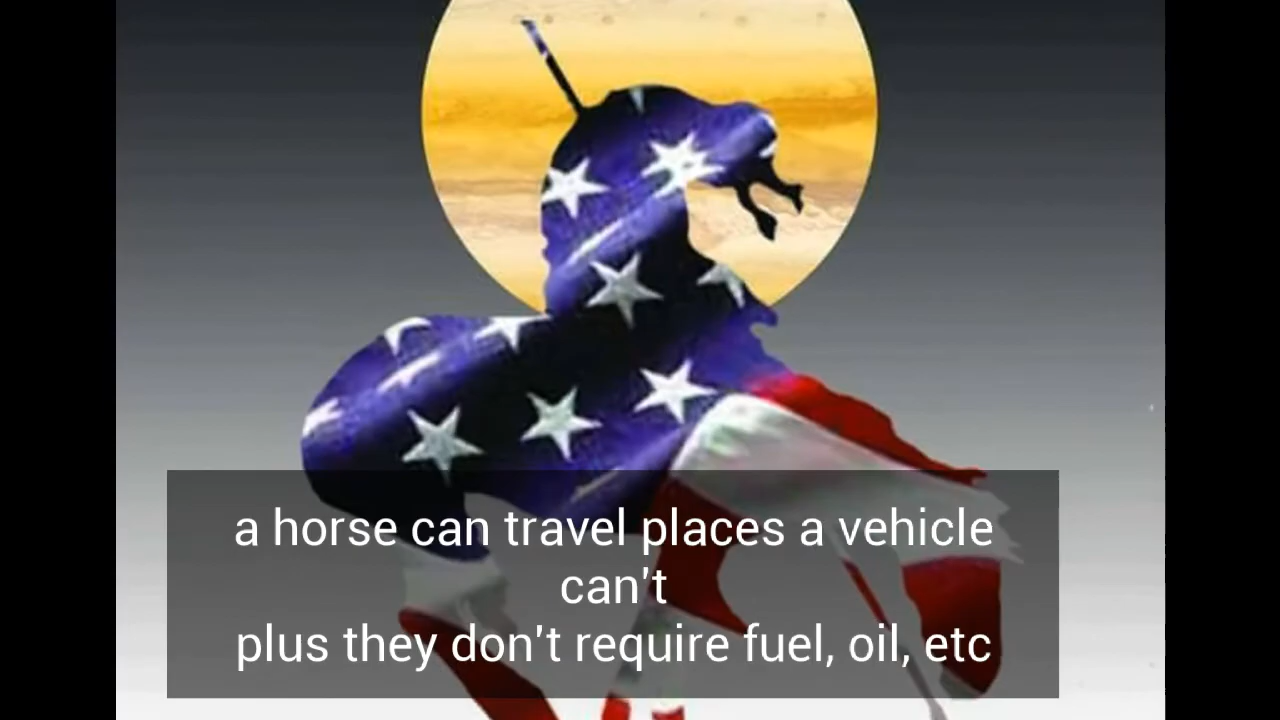 a horse can travel places a vehicle
can't
plus they don't require fuel, oil, etc